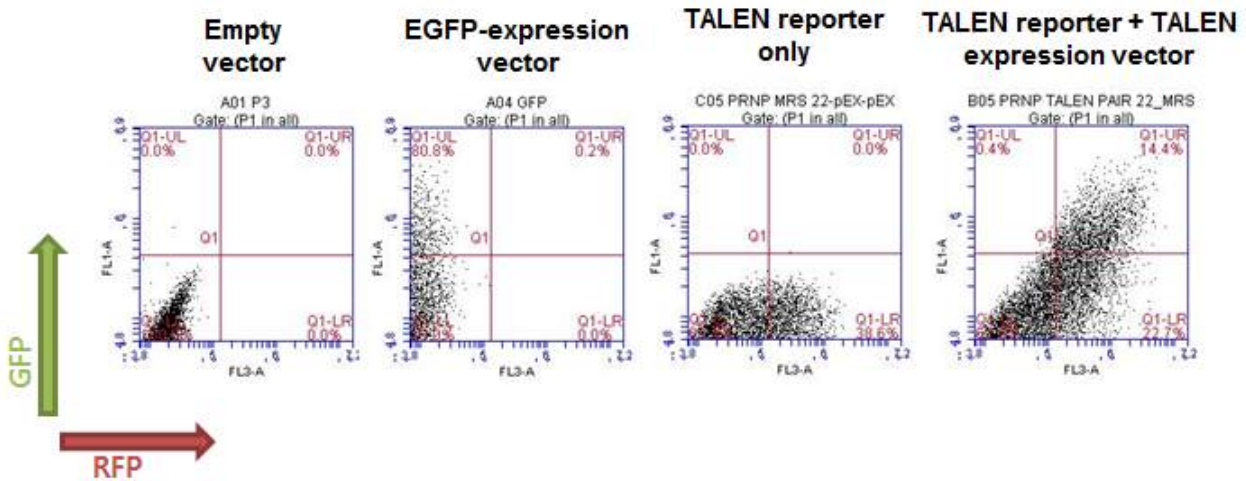 Empty
vector
EGFP-expression
vector
TALEN reporter
only
TALEN reporter + TALEN
expression vector
A01 P3
Gate: (P1 in all)
Q1-UL
0.0%
Q1-UR
0.0%
Q1
Q1-LR
0.0%
FL1-A
FL3-A
A04 GFP
Gate: (P1 in all)
Q1-UL
80.8%
Q1-UR
0.2%
Q1
Q1-LR
0.0%
FL1-A
FL3-A
C05 PRNP MRS 22-pEX-pEX
Gate: (P1 in all)
Q1-UL
0.0%
Q1-UR
0.0%
Q1
Q1-LR
38.6%
FL1-A
FL3-A
B05 PRNP TALEN PAIR 22_MRS
Gate: (P1 in all)
Q1-UL
0.4%
Q1-UR
14.4%
Q1
Q1-LR
22.7%
FL1-A
FL3-A
GFP
RFP